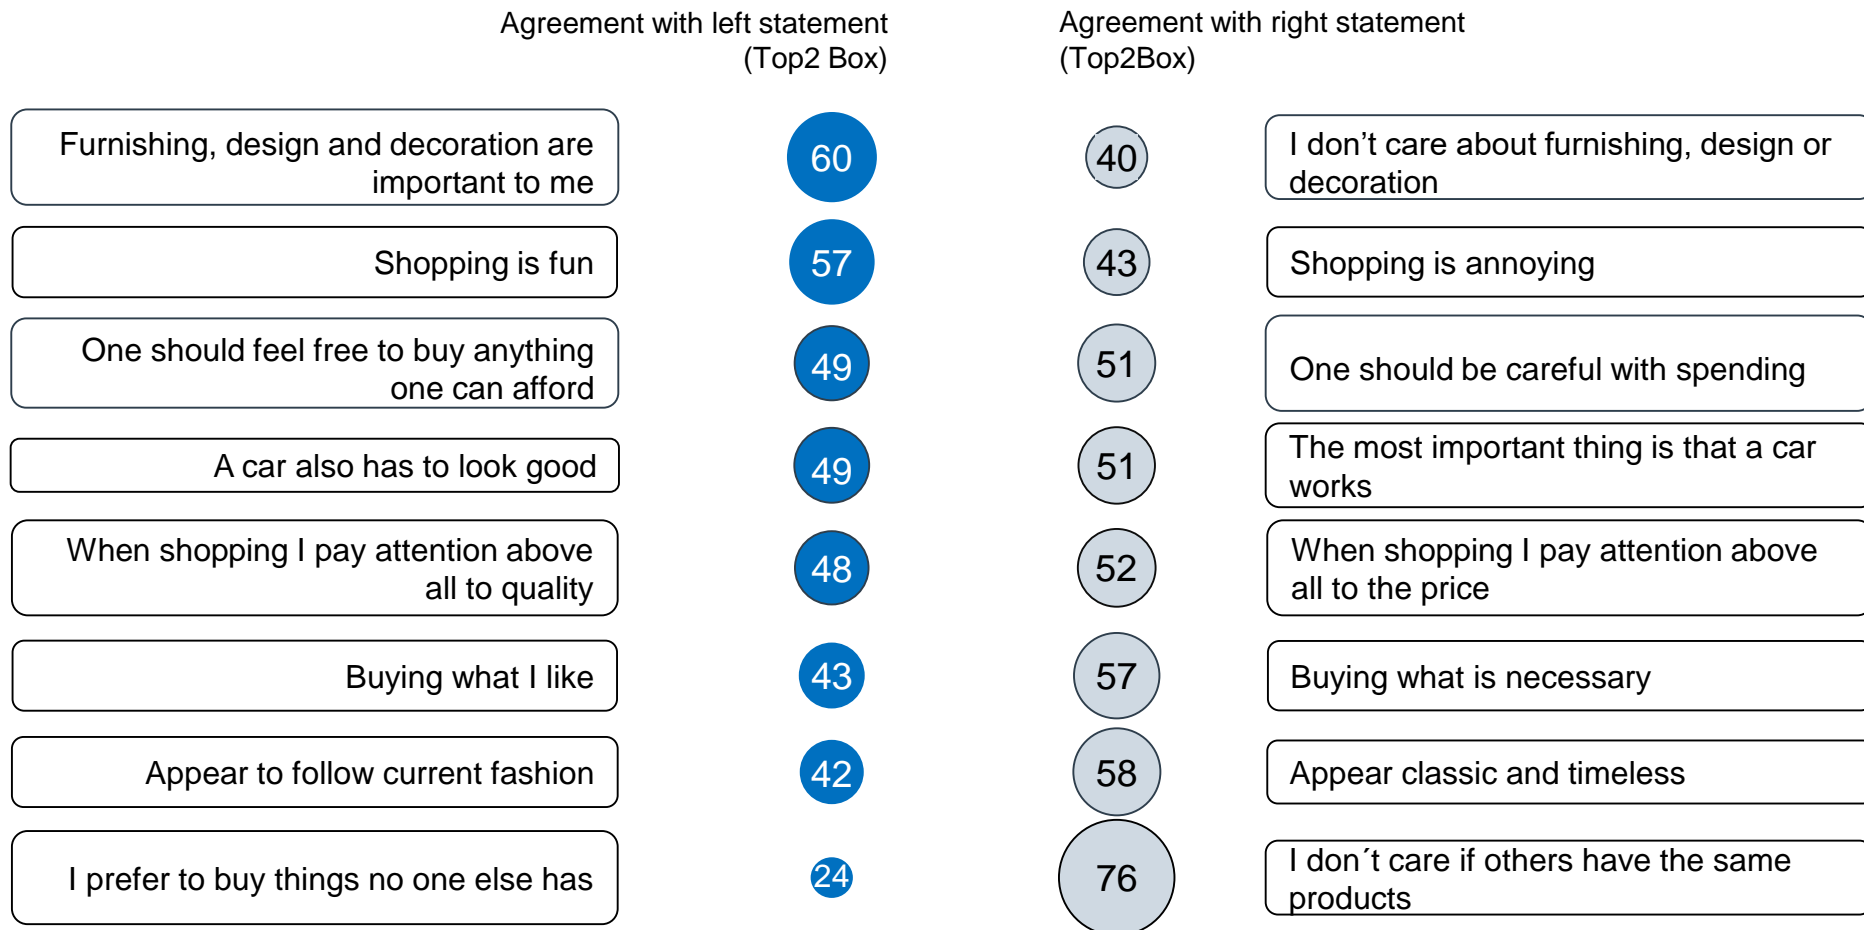 Agreement with left statement
(Top2 Box)
Agreement with right statement
(Top2Box)
Furnishing, design and decoration are
important to me
60
40
I don’t care about furnishing, design or
decoration
Shopping is fun
57
43
Shopping is annoying
One should feel free to buy anything
one can afford
49
51
One should be careful with spending
A car also has to look good
49
51
The most important thing is that a car
works
When shopping I pay attention above
all to quality
48
52
When shopping I pay attention above
all to the price
Buying what I like
43
57
Buying what is necessary
Appear to follow current fashion
42
58
Appear classic and timeless
I prefer to buy things no one else has
24
76
I don´t care if others have the same
products